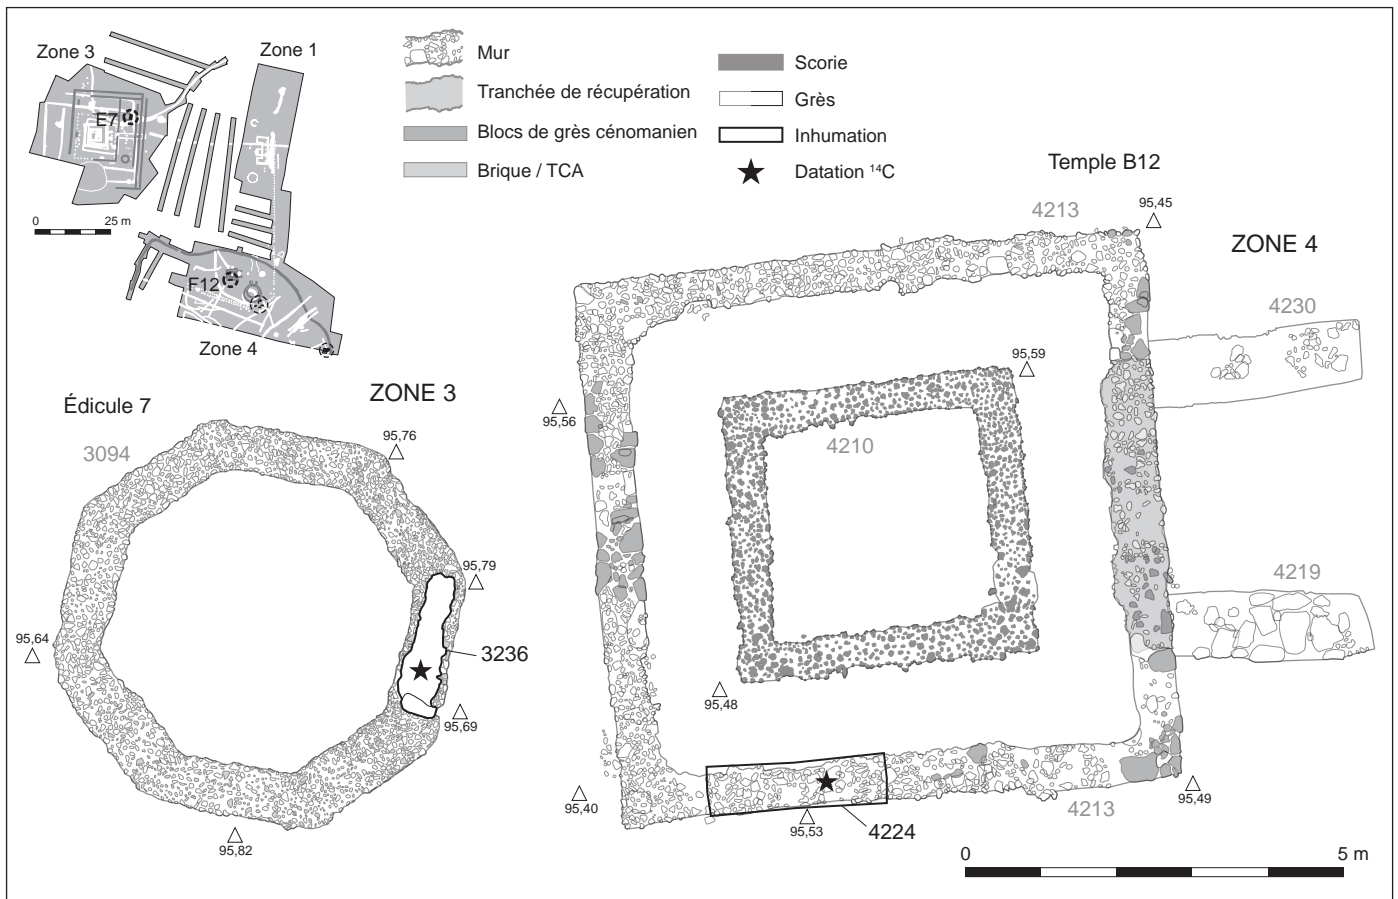 Zone 3
Zone 1
E7
0
25 m
F12
Zone 4
Mur
Tranchée de récupération
Blocs de grès cénomanien
Brique / TCA
Scorie
Grès
Inhumation
Datation ¹⁴C
Temple B12
ZONE 4
4213
95,45
4230
95,59
95,56
4210
4219
95,48
95,40
95,53
4224
4213
95,49
0
5 m
Édicule 7
ZONE 3
3094
95,76
95,79
95,64
3236
95,69
95,82